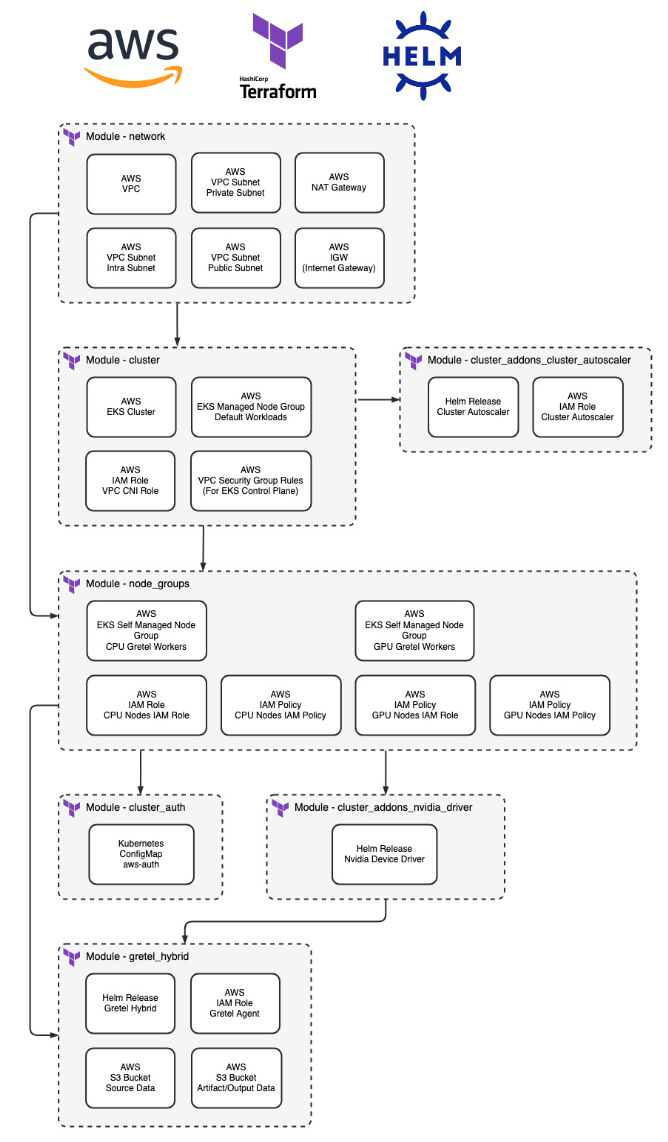 aws
HashiCorp
Terraform
HELM
Module - network
AWS
VPC
AWS
VPC Subnet
Private Subnet
AWS
NAT Gateway
AWS
VPC Subnet
Intra Subnet
AWS
VPC Subnet
Public Subnet
AWS
IGW
(Internet Gateway)
Module - cluster
AWS
EKS Cluster
AWS
EKS Managed Node Group
Default Workloads
AWS
IAM Role
VPC CNI Role
AWS
VPC Security Group Rules
(For EKS Control Plane)
Module - cluster_addons_cluster_autoscaler
Helm Release
Cluster Autoscaler
AWS
IAM Role
Cluster Autoscaler
Module - node_groups
AWS
EKS Self Managed Node
Group
CPU Gretel Workers
AWS
EKS Self Managed Node
Group
GPU Gretel Workers
AWS
IAM Role
CPU Nodes IAM Role
AWS
IAM Policy
CPU Nodes IAM Policy
AWS
IAM Policy
GPU Nodes IAM Role
AWS
IAM Policy
GPU Nodes IAM Policy
Module - cluster_auth
Kubernetes
ConfigMap
aws-auth
Module - cluster_addons_nvidia_driver
Helm Release
Nvidia Device Driver
Module - gretel_hybrid
Helm Release
Gretel Hybrid
AWS
IAM Role
Gretel Agent
AWS
S3 Bucket
Source Data
AWS
S3 Bucket
Artifact/Output Data